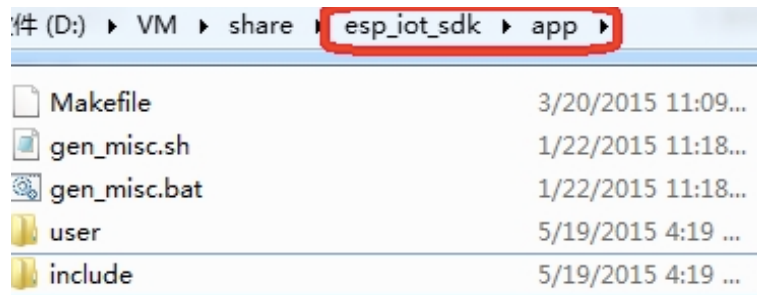 件 (D:) ▸ VM ▸ share ▸ esp_iot_sdk ▸ app ▸
Makefile 3/20/2015 11:09...
gen_misc.sh 1/22/2015 11:18...
gen_misc.bat 1/22/2015 11:18...
user 5/19/2015 4:19 ...
include 5/19/2015 4:19 ...